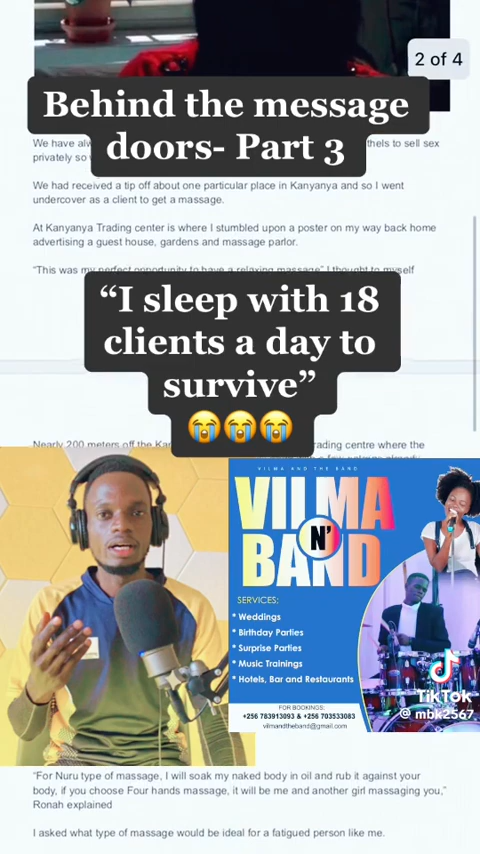 2 of 4
Behind the message
doors- Part 3
We have
thels to sell sex
privately so
We had received a tip off about one particular place in Kanyanya and so I went
undercover as a client to get a massage.
At Kanyanya Trading center is where I stumbled upon a poster on my way back home
advertising a guest house, gardens and massage parlor.
“This was my perfect opportunity to have a relaxing massage” I thought to myself
“I sleep with 18
clients a day to
survive”
😭😭😭
Nearly 200 meters off the
trading centre where the
VILMA AND THE BAND
VILMA
N'
BAND
SERVICES:
* Weddings
* Birthday Parties
* Surprise Parties
* Music Trainings
* Hotels, Bar and Restaurants
FOR BOOKINGS:
+256 783913093 & +256 703533083
vilmandtheband@gmail.com
TikTok
@ mbk2567
“For Nuru type of massage, I will soak my naked body in oil and rub it against your
body, if you choose Four hands massage, it will be me and another girl massaging you,”
Ronah explained
I asked what type of massage would be ideal for a fatigued person like me.